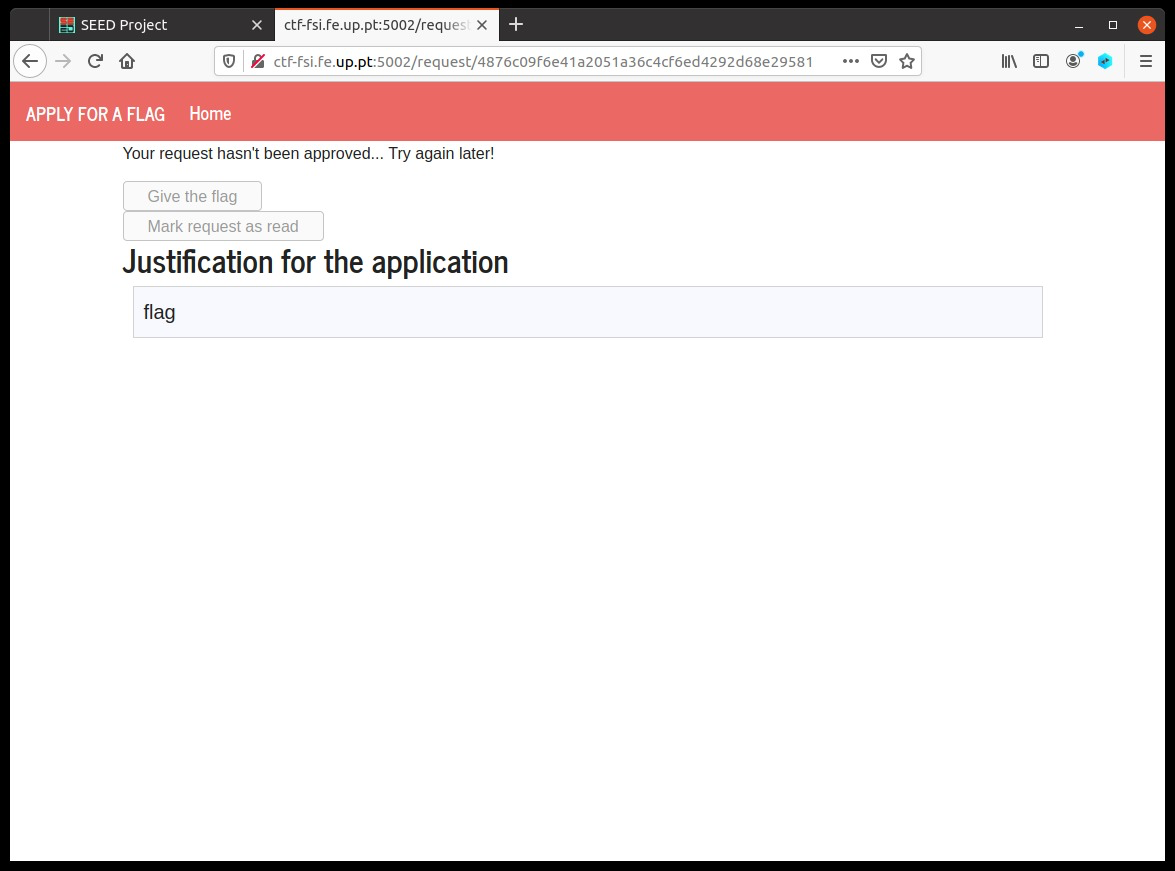 SEED Project
ctf-fsi.fe.up.pt:5002/request
ctf-fsi.fe.up.pt:5002/request/4876c09f6e41a2051a36c4cf6ed4292d68e29581
APPLY FOR A FLAG Home
Your request hasn't been approved... Try again later!
Give the flag
Mark request as read
Justification for the application
flag